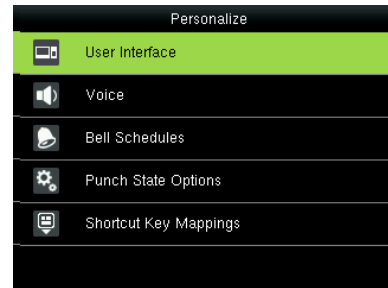 Personalize
User Interface
Voice
Bell Schedules
Punch State Options
Shortcut Key Mappings